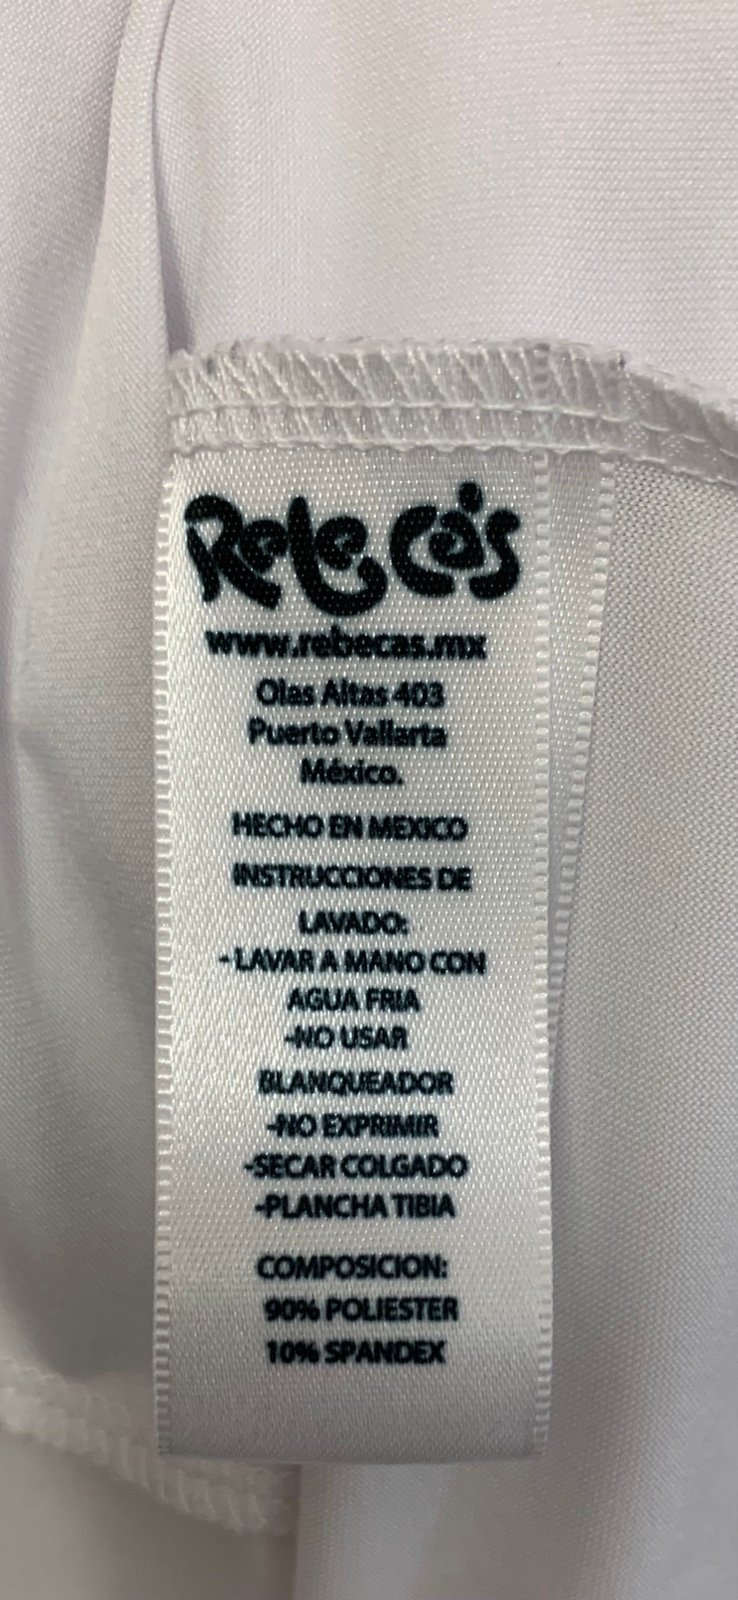 Rebeca's
www.rebecas.mx
Olas Altas 403
Puerto Vallarta
México.
HECHO EN MEXICO
INSTRUCCIONES DE
LAVADO:
- LAVAR A MANO CON
AGUA FRIA
-NO USAR
BLANQUEADOR
-NO EXPRIMIR
-SECAR COLGADO
-PLANCHA TIBIA
COMPOSICION:
90% POLIESTER
10% SPANDEX